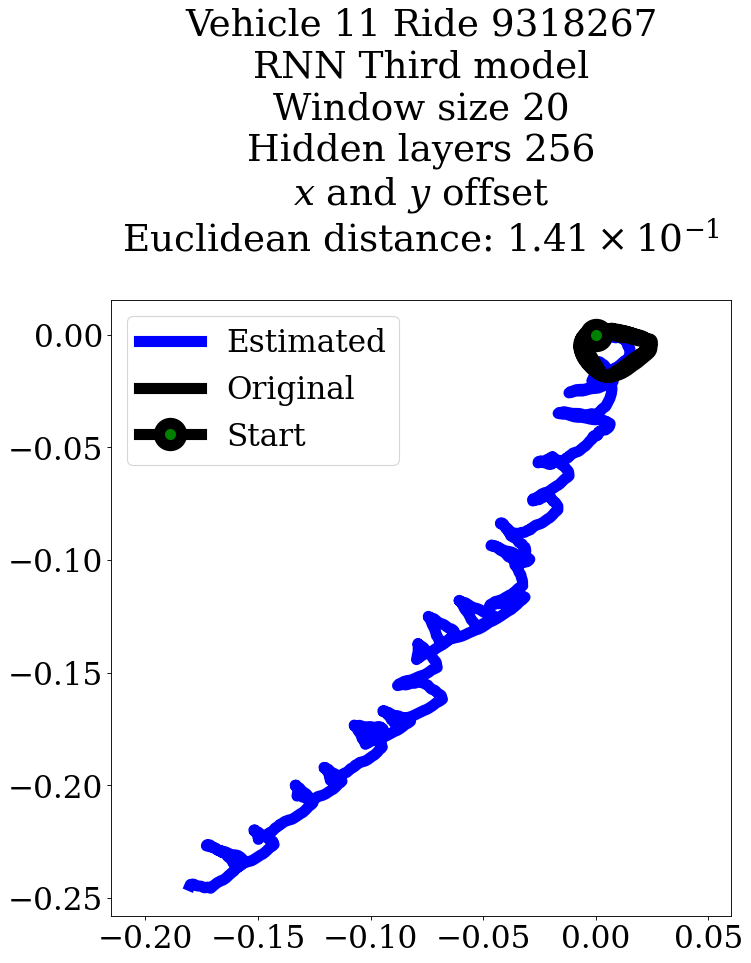 Vehicle 11 Ride 9318267
RNN Third model
Window size 20
Hidden layers 256
x and y offset
Euclidean distance: 1.41 × 10⁻¹
Estimated
Original
Start
0.00
−0.05
−0.10
−0.15
−0.20
−0.25
−0.20 −0.15 −0.10 −0.05 0.00 0.05